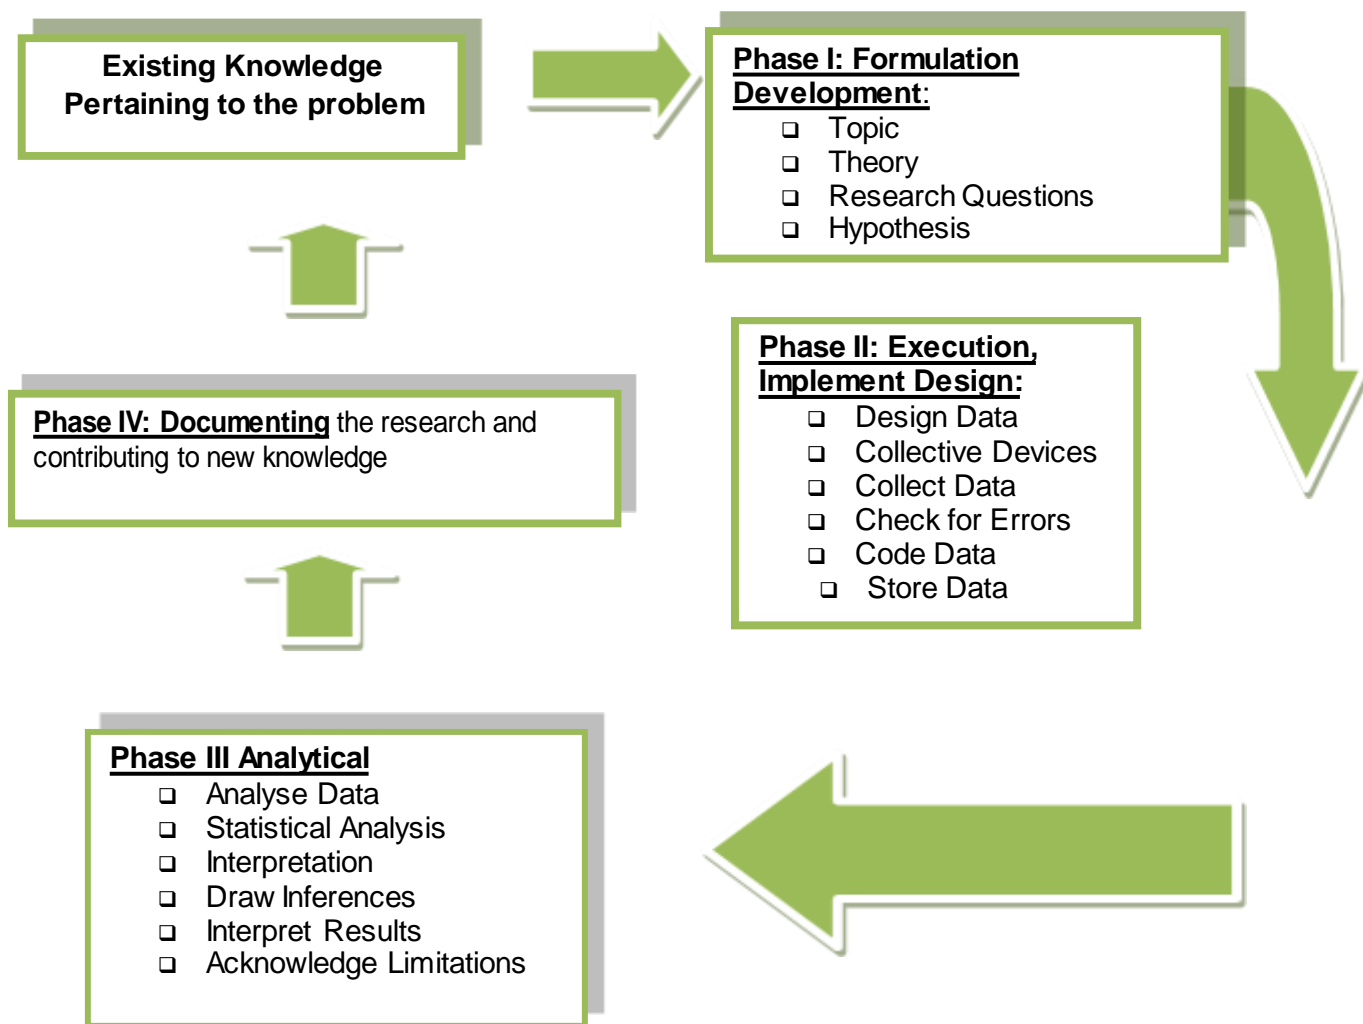 Existing Knowledge
Pertaining to the problem
Phase I: Formulation
Development:
Topic
Theory
Research Questions
Hypothesis
Phase II: Execution,
Implement Design:
Design Data
Collective Devices
Collect Data
Check for Errors
Code Data
Store Data
Phase III Analytical
Analyse Data
Statistical Analysis
Interpretation
Draw Inferences
Interpret Results
Acknowledge Limitations
Phase IV: Documenting the research and
contributing to new knowledge